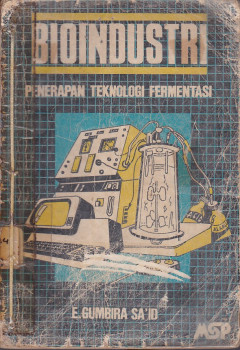 BIOINDUSTRI
PENERAPAN TEKNOLOGI FERMENTASI
E. GUMBIRA SA'ID
MSP